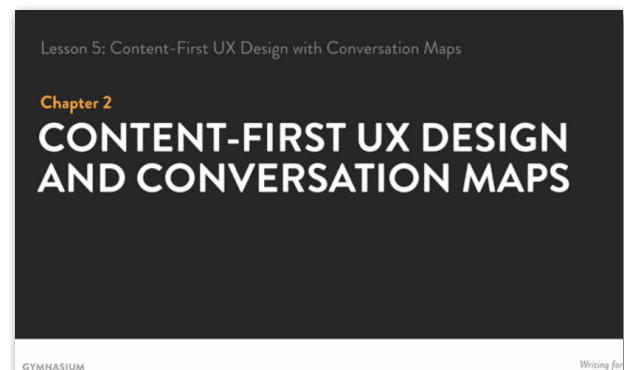 Lesson 5: Content-First UX Design with Conversation Maps
Chapter 2
CONTENT-FIRST UX DESIGN
AND CONVERSATION MAPS
GYMNASIUM
Writing for